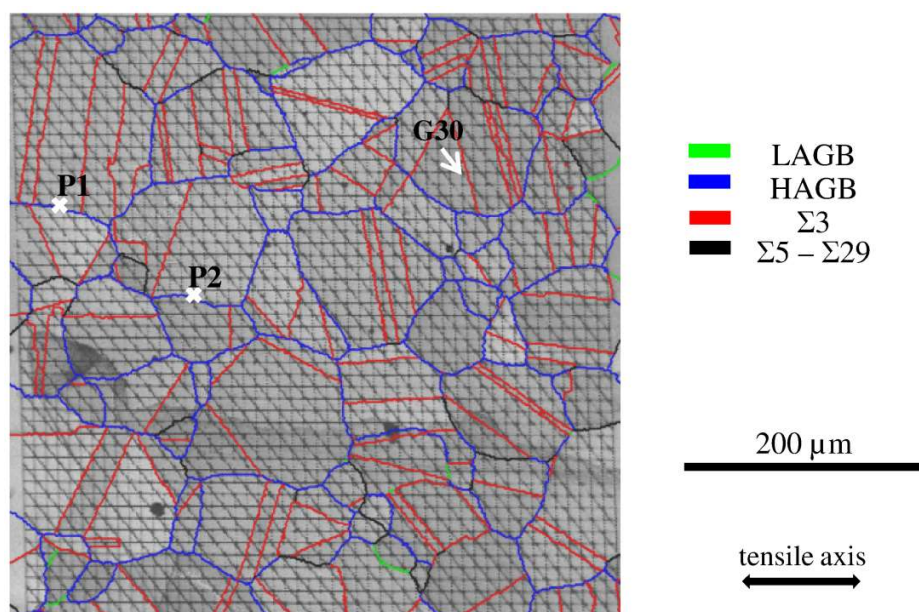 G30
P1
P2
LAGB
HAGB
Σ3
Σ5 – Σ29
200 µm
tensile axis